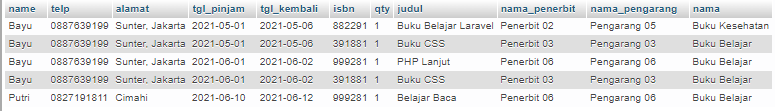 name telp alamat tgl_pinjam tgl_kembali isbn qty judul nama_penerbit nama_pengarang nama
Bayu 0887639199 Sunter, Jakarta 2021-05-01 2021-05-06 882291 1 Buku Belajar Laravel Penerbit 02 Pengarang 05 Buku Kesehatan
Bayu 0887639199 Sunter, Jakarta 2021-05-01 2021-05-06 391881 1 Buku CSS Penerbit 03 Pengarang 03 Buku Belajar
Bayu 0887639199 Sunter, Jakarta 2021-06-01 2021-06-02 999281 1 PHP Lanjut Penerbit 06 Pengarang 06 Buku Belajar
Bayu 0887639199 Sunter, Jakarta 2021-06-01 2021-06-02 391881 1 Buku CSS Penerbit 03 Pengarang 03 Buku Belajar
Putri 0827191811 Cimahi 2021-06-10 2021-06-12 999281 1 Belajar Baca Penerbit 06 Pengarang 06 Buku Belajar